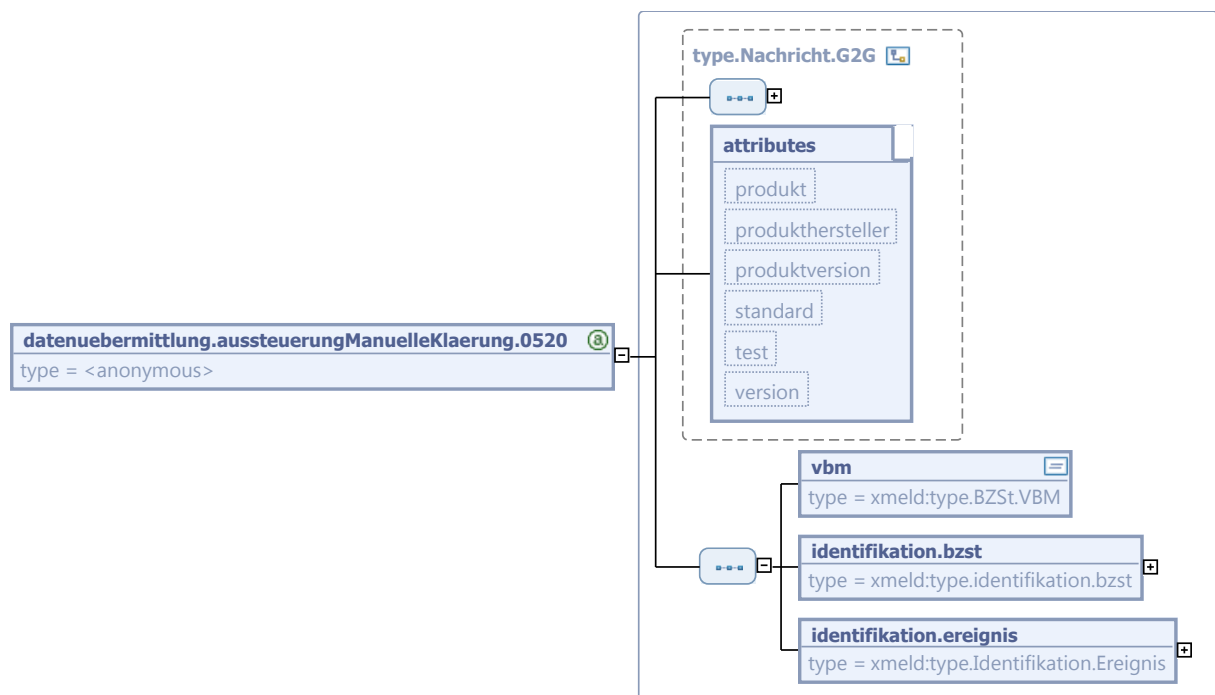 type.Nachricht.G2G
attributes
produkt
produkthersteller
produktversion
standard
test
version
datenuebermittlung.aussteuerungManuelleKlaerung.0520
type = <anonymous>
vbm
type = xmeld:type.BZSt.VBM
identifikation.bzst
type = xmeld:type.identifikation.bzst
identifikation.ereignis
type = xmeld:type.Identifikation.Ereignis